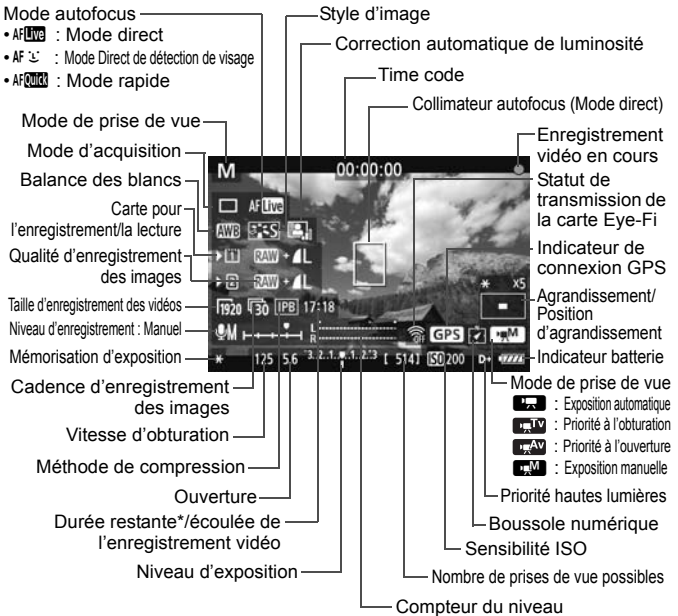 Mode autofocus
• AF Live : Mode direct
• AF : Mode Direct de détection de visage
• AF Quick : Mode rapide
Style d'image
Correction automatique de luminosité
Time code
Collimateur autofocus (Mode direct)
Mode de prise de vue
Mode d'acquisition
Balance des blancs
Carte pour
l'enregistrement/la lecture
Qualité d'enregistrement
des images
Taille d'enregistrement des vidéos
Niveau d'enregistrement : Manuel
Mémorisation d'exposition
Cadence d'enregistrement
des images
Vitesse d'obturation
Méthode de compression
Ouverture
Durée restante*/écoulée de
l'enregistrement vidéo
Niveau d'exposition
M 00:00:00
AF Live
AWB S
1 RAW + L
2 RAW + L
1920 30 IPB 17:18
M
L
R
GPS M
* X5
* 125 5.6 3..2..1..▼..1..2..3 [ 514] ISO 200 D+
Enregistrement
vidéo en cours
Statut de
transmission de
la carte Eye-Fi
Indicateur de
connexion GPS
Agrandissement/
Position
d'agrandissement
Indicateur batterie
Mode de prise de vue
: Exposition automatique
Tv : Priorité à l'obturation
Av : Priorité à l'ouverture
M : Exposition manuelle
Priorité hautes lumières
Boussole numérique
Sensibilité ISO
Nombre de prises de vue possibles
Compteur du niveau